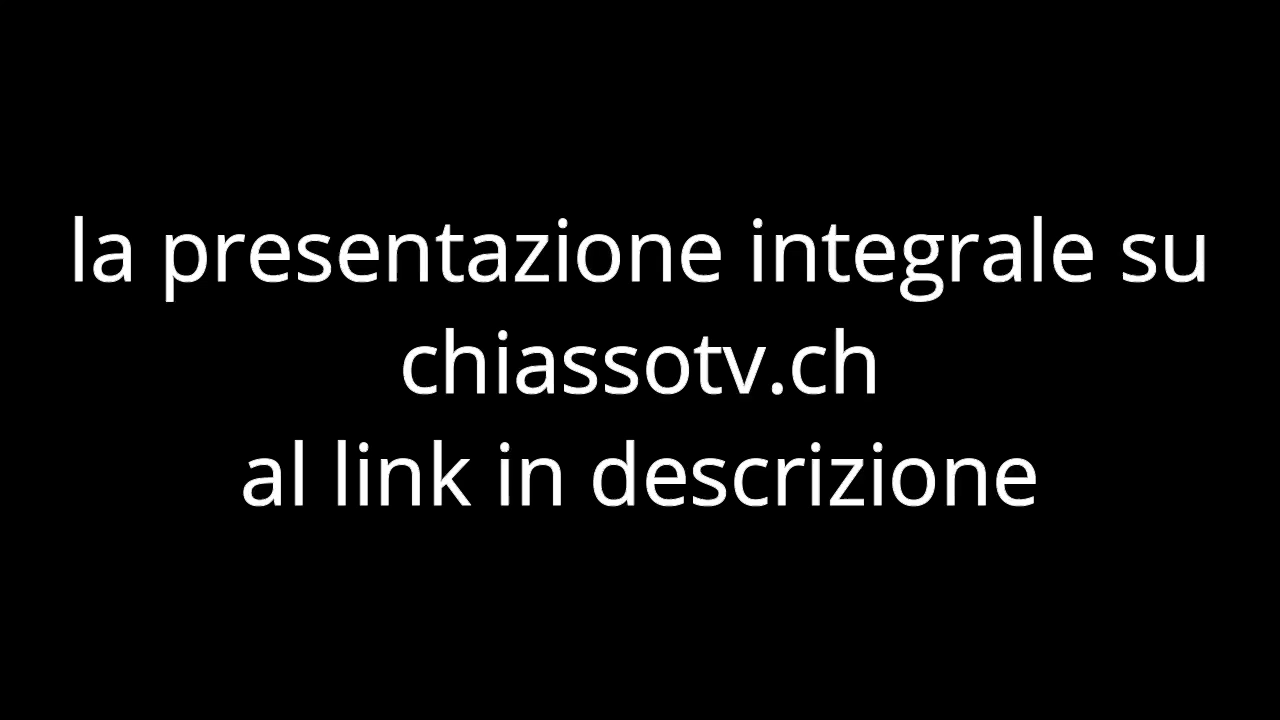 la presentazione integrale su
chiassotv.ch
al link in descrizione